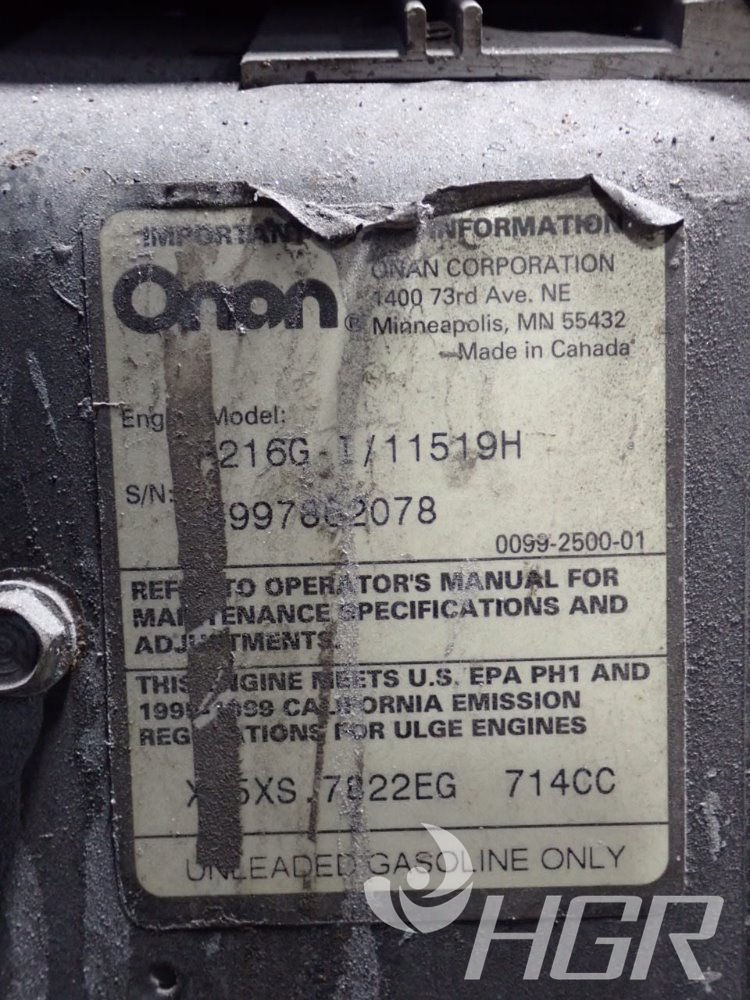 INFORMATION
Onan
ONAN CORPORATION
1400 73rd Ave. NE
® Minneapolis, MN 55432
Made in Canada
Model:
216G /11519H
S/N:
2078
0099-2500-01
TO OPERATOR'S MANUAL FOR
SPECIFICATIONS AND
THIS ENGINE MEETS U.S. EPA PH1 AND
CALIFORNIA EMISSION
FOR ULGE ENGINES
714CC
UNLEADED GASOLINE ONLY
HGR